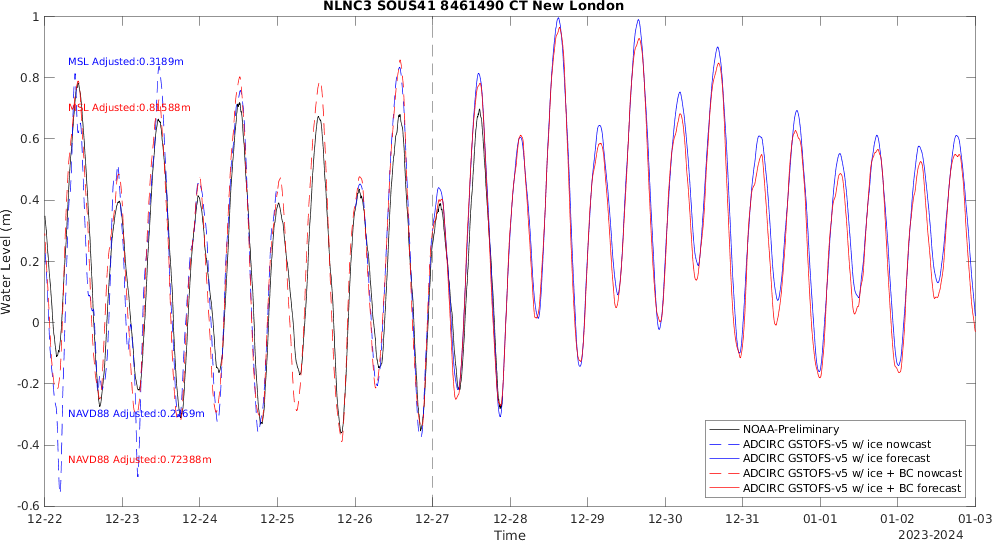 NLNC3 SOUS41 8461490 CT New London
1
0.8
0.6
0.4
0.2
0
-0.2
-0.4
-0.6
Water Level (m)
MSL Adjusted:0.3189m
MSL Adjusted:0.81588m
NAVD88 Adjusted:0.2269m
NAVD88 Adjusted:0.72388m
NOAA-Preliminary
ADCIRC GSTOFS-v5 w/ ice nowcast
ADCIRC GSTOFS-v5 w/ ice forecast
ADCIRC GSTOFS-v5 w/ ice + BC nowcast
ADCIRC GSTOFS-v5 w/ ice + BC forecast
12-22 12-23 12-24 12-25 12-26 12-27 12-28 12-29 12-30 12-31 01-01 01-02 01-03
Time
2023-2024